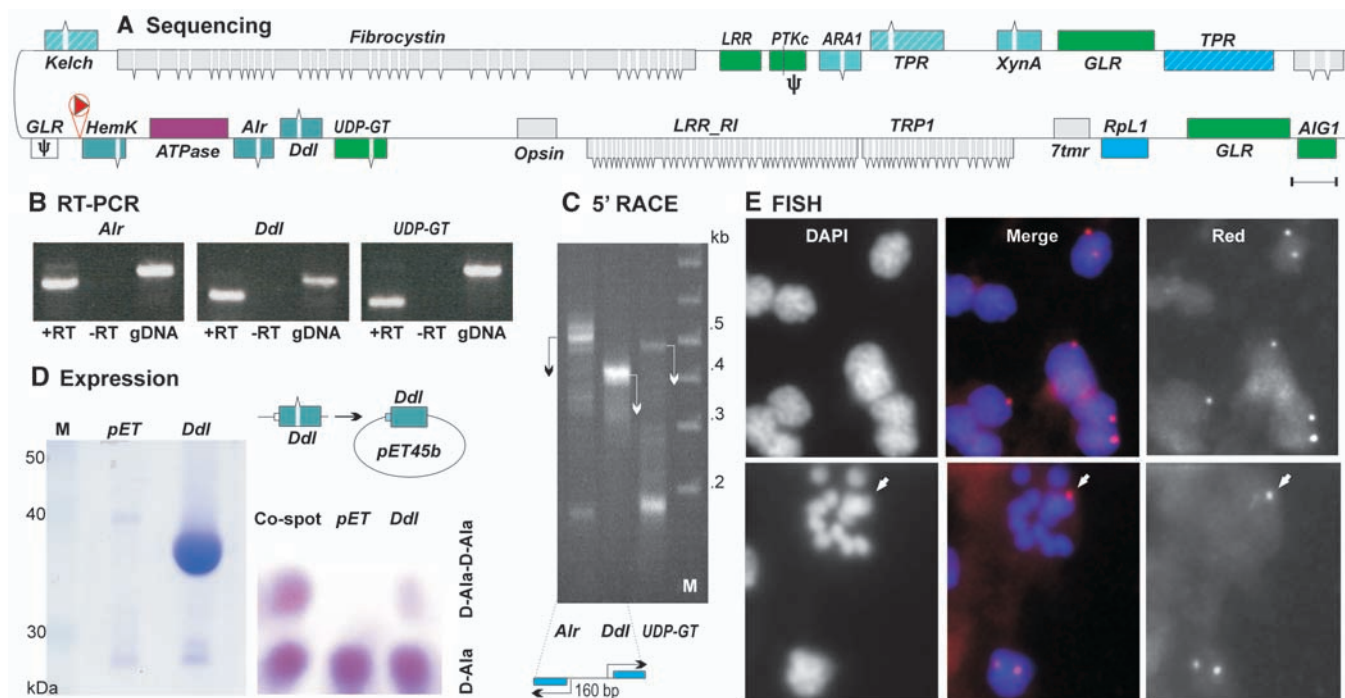 A Sequencing
Kelch
Fibrocystin
LRR
PTKc
ψ
ARA1
TPR
XynA
GLR
TPR
GLR
ψ
HemK
ATPase
Alr
Ddl
UDP-GT
Opsin
LRR_RI
TRP1
7tmr
RpL1
GLR
AIG1
B RT-PCR
Alr
Ddl
UDP-GT
+RT -RT gDNA
+RT -RT gDNA
+RT -RT gDNA
C 5' RACE
kb
.5
.4
.3
.2
M
Alr
Ddl
UDP-GT
160 bp
D Expression
M pET Ddl
50
40
30
kDa
Ddl
Ddl
pET45b
Co-spot pET Ddl
D-Ala-D-Ala
D-Ala
E FISH
DAPI
Merge
Red